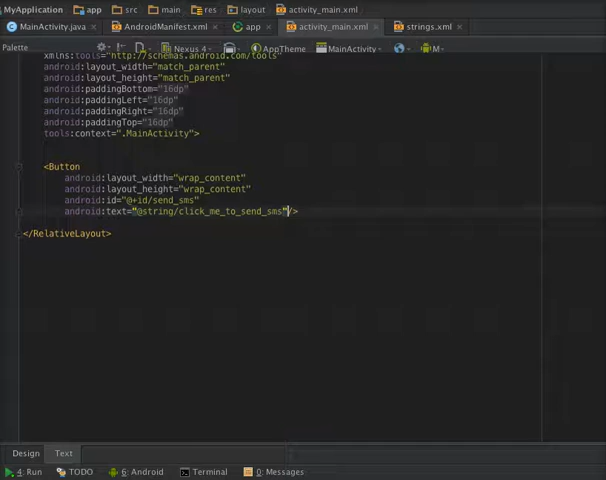 MyApplication app src main res layout activity_main.xml
MainActivity.java × AndroidManifest.xml × app × activity_main.xml × strings.xml ×
Palette Nexus 4 AppTheme MainActivity M
xmlns:tools="http://schemas.android.com/tools"
android:layout_width="match_parent"
android:layout_height="match_parent"
android:paddingBottom="16dp"
android:paddingLeft="16dp"
android:paddingRight="16dp"
android:paddingTop="16dp"
tools:context=".MainActivity">
<Button
android:layout_width="wrap_content"
android:layout_height="wrap_content"
android:id="@+id/send_sms"
android:text="@string/click_me_to_send_sms"/>
</RelativeLayout>
Design Text
4: Run TODO 6: Android Terminal 0: Messages